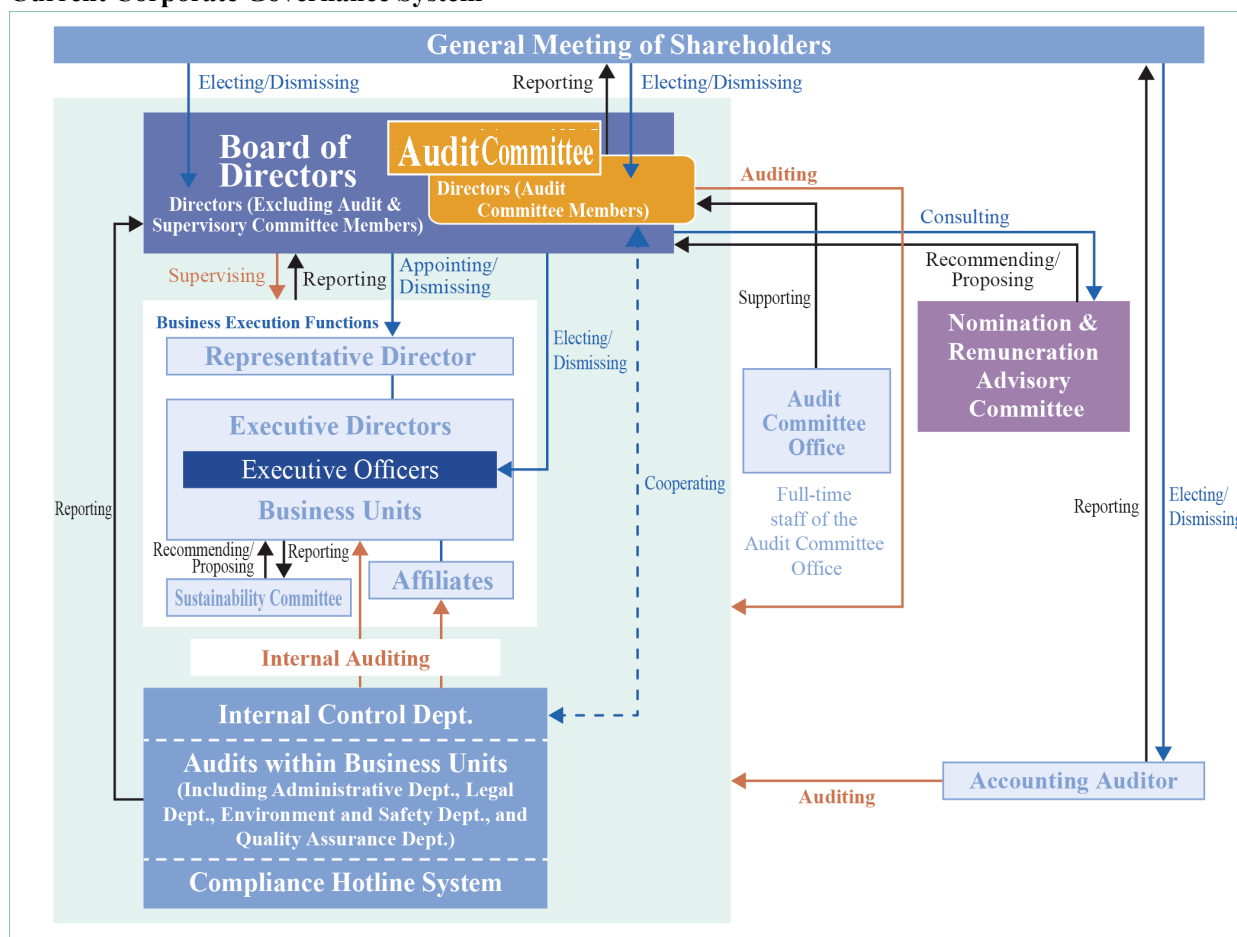 Current Corporate Governance System
General Meeting of Shareholders
Electing/Dismissing
Reporting
Electing/Dismissing
Board of
Directors
Directors (Excluding Audit &
Supervisory Committee Members)
Audit Committee
Directors (Audit
Committee Members)
Auditing
Consulting
Supervising
Reporting
Appointing/
Dismissing
Recommending/
Proposing
Supporting
Business Execution Functions
Representative Director
Electing/
Dismissing
Nomination &
Remuneration
Advisory
Committee
Executive Directors
Executive Officers
Business Units
Audit
Committee
Office
Full-time
staff of the
Audit Committee
Office
Cooperating
Reporting
Reporting
Electing/
Dismissing
Recommending/
Proposing
Reporting
Sustainability Committee
Affiliates
Internal Auditing
Internal Control Dept.
Audits within Business Units
(Including Administrative Dept., Legal
Dept., Environment and Safety Dept., and
Quality Assurance Dept.)
Compliance Hotline System
Auditing
Accounting Auditor